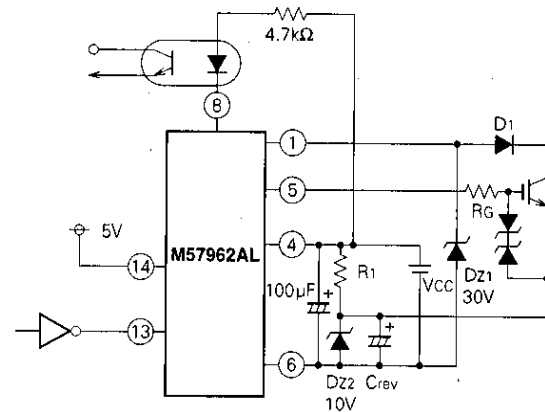 4.7kΩ
8
1
D1
5
5V
RG
M57962AL
4
14
R1
VCC
DZ1
30V
100μF
+
+
13
6
DZ2
Crev
10V